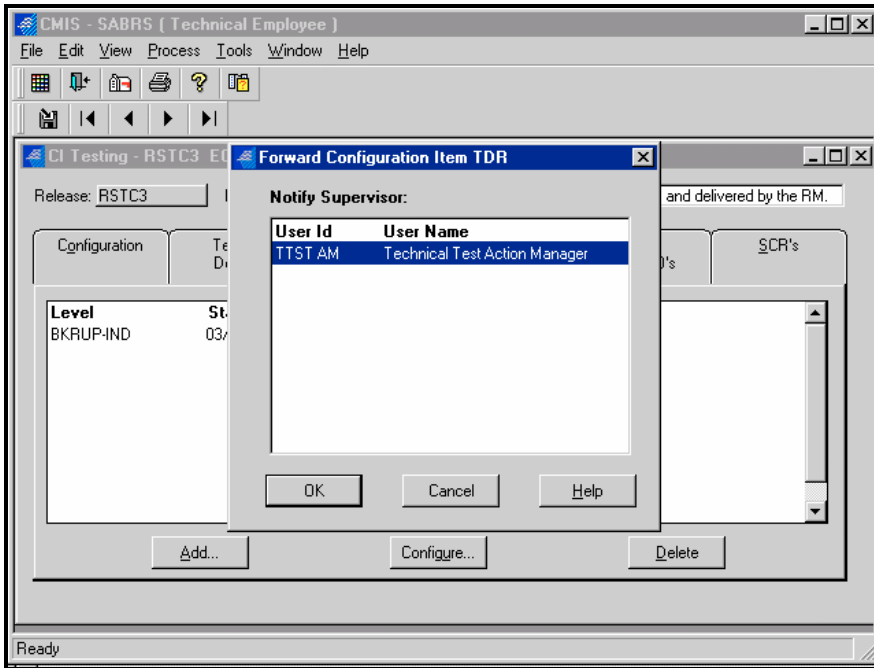 CMIS - SABRS ( Technical Employee )
File Edit View Process Tools Window Help
CI Testing - RSTC3
Forward Configuration Item TDR
Release: RSTC3
and delivered by the RM.
Notify Supervisor:
Configuration
SCR's
User Id User Name
TTST AM Technical Test Action Manager
Level
BKRUP-IND 03/
OK Cancel Help
Add... Configure... Delete
Ready